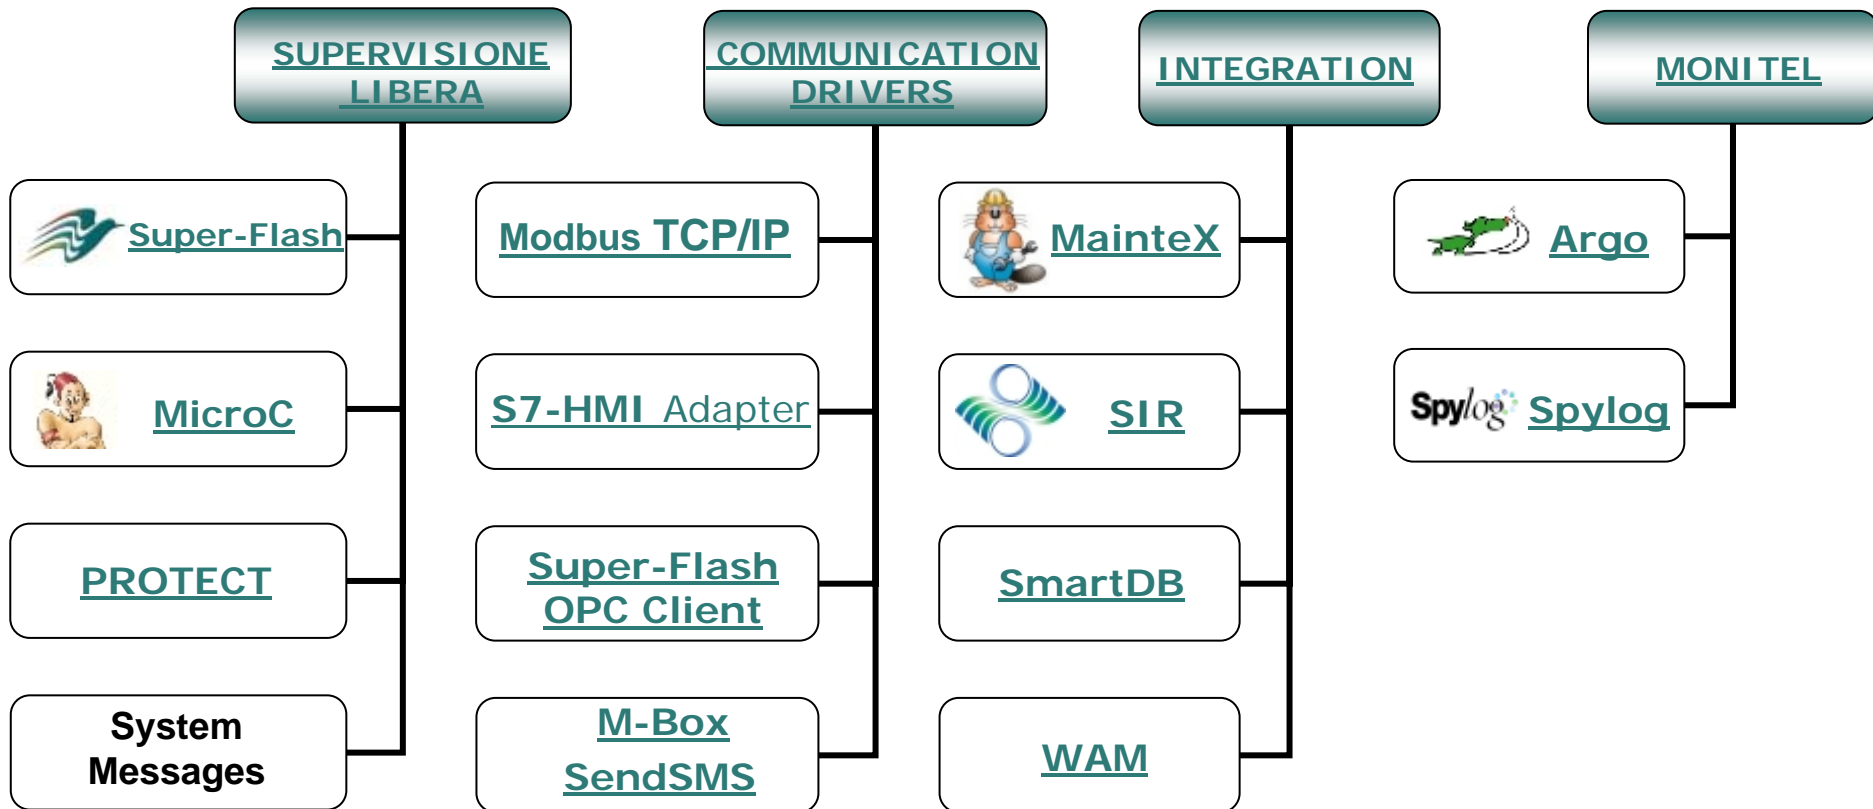 SUPERVISIONE
LIBERA
COMMUNICATION
DRIVERS
INTEGRATION
MONITEL
Super-Flash
Modbus TCP/IP
MainteX
Argo
MicroC
S7-HMI Adapter
SIR
Spylog
Spylog
PROTECT
Super-Flash
OPC Client
SmartDB
System
Messages
M-Box
SendSMS
WAM